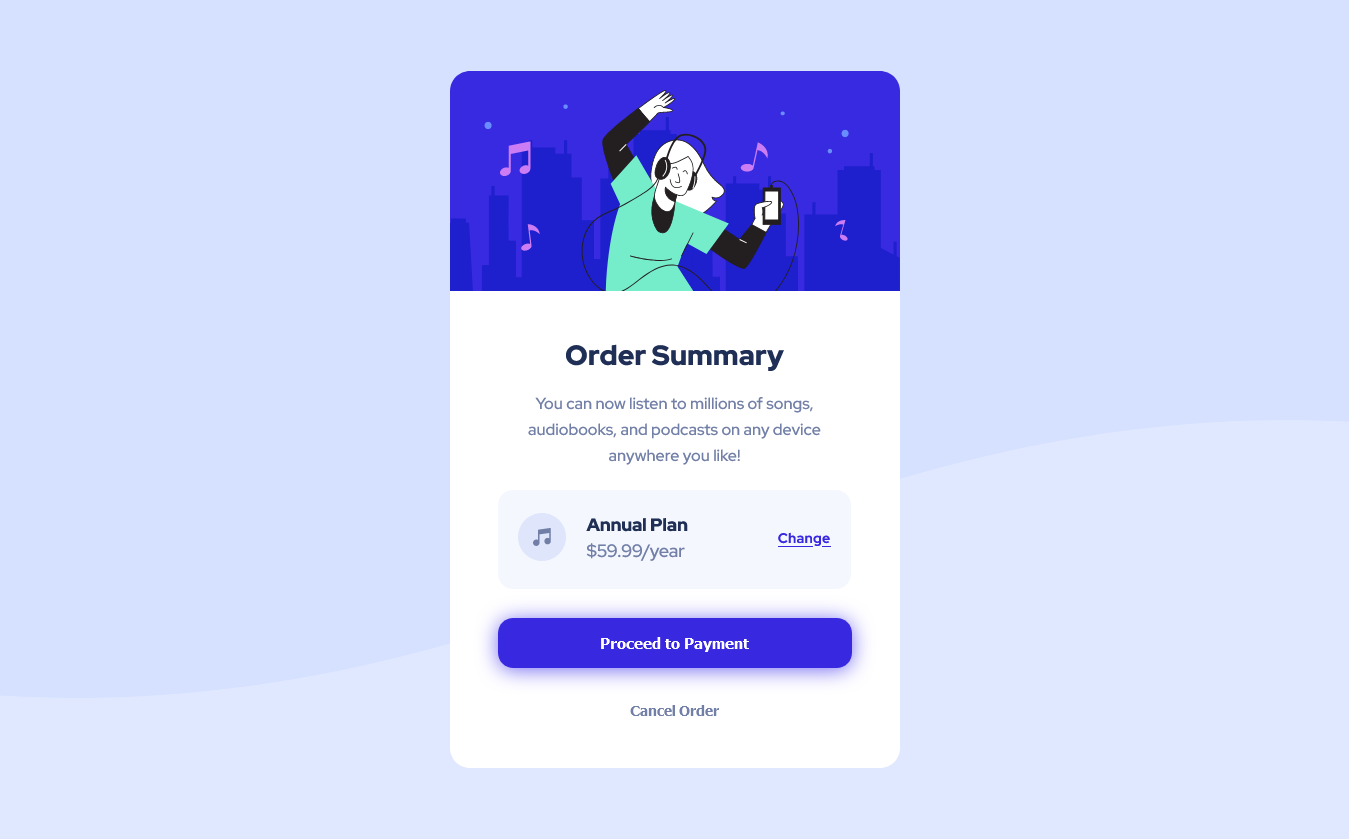 Order Summary
You can now listen to millions of songs,
audiobooks, and podcasts on any device
anywhere you like!
Annual Plan
$59.99/year
Change
Proceed to Payment
Cancel Order